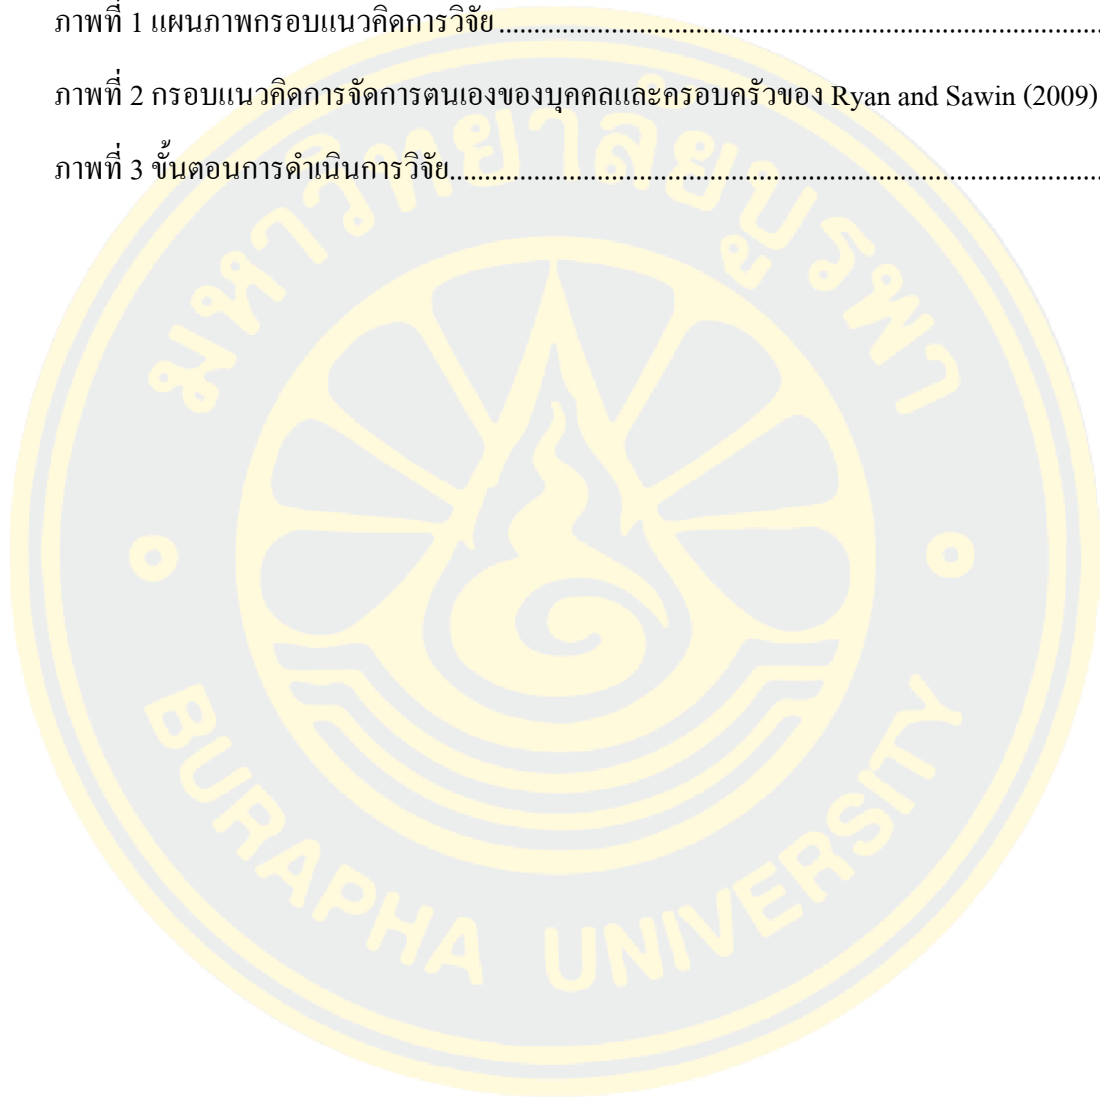 ภาพที่ 1 แผนภาพกรอบแนวคิดการวิจัย ........................................................................................
ภาพที่ 2 กรอบแนวคิดการจัดการตนเองของบุคคลและครอบครัวของ Ryan and Sawin (2009)
ภาพที่ 3 ขั้นตอนการดำเนินการวิจัย...............................................................................................
มหาวิทยาลัยบูรพา
BURAPHA UNIVERSITY